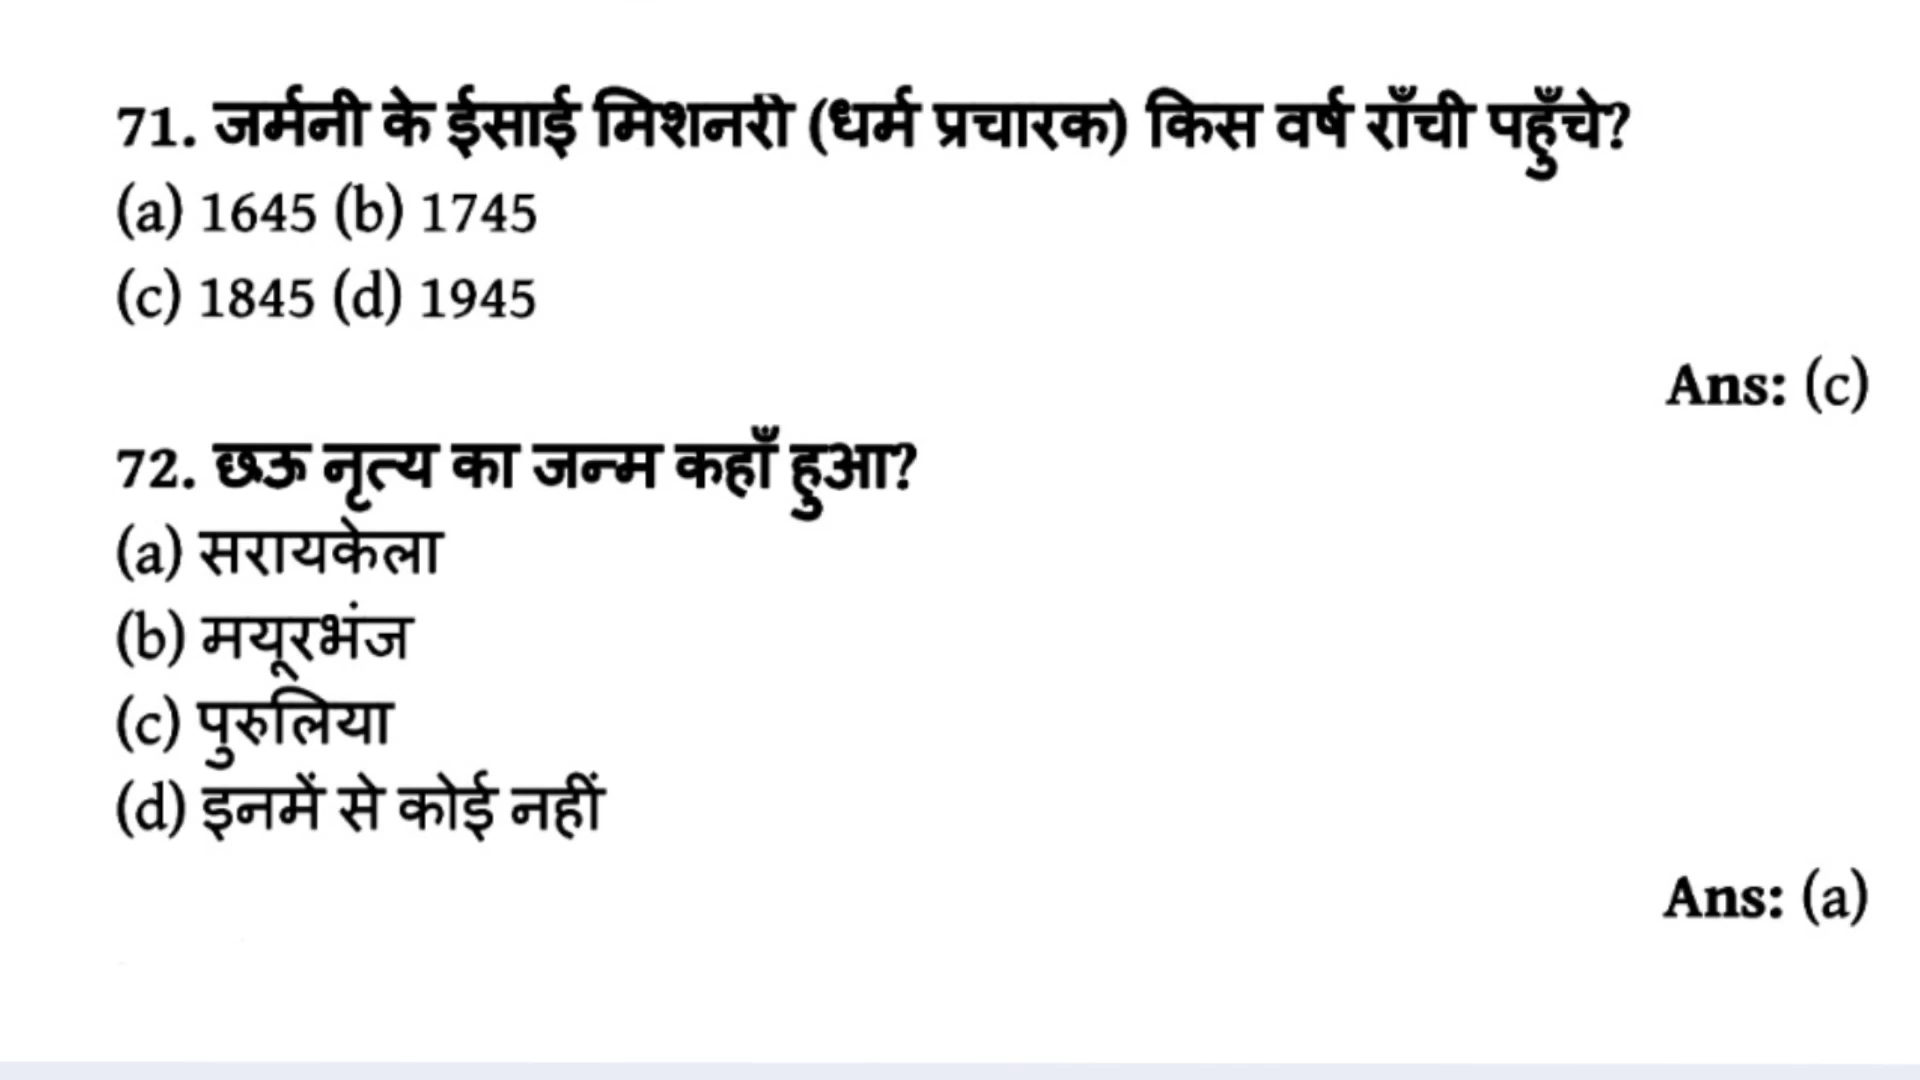 71. जर्मनी के ईसाई मिशनरी (धर्म प्रचारक) किस वर्ष राँची पहुँचे?
(a) 1645 (b) 1745
(c) 1845 (d) 1945
Ans: (c)
72. छऊ नृत्य का जन्म कहाँ हुआ?
(a) सरायकेला
(b) मयूरभंज
(c) पुरुलिया
(d) इनमें से कोई नहीं
Ans: (a)